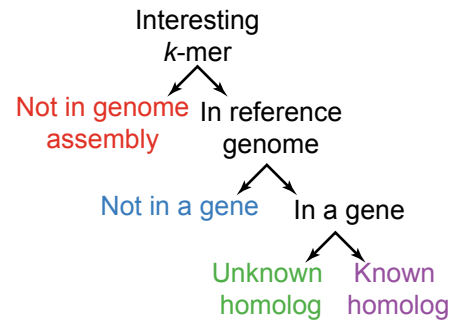 Interesting
k-mer
Not in genome
assembly
In reference
genome
Not in a gene
In a gene
Unknown
homolog
Known
homolog